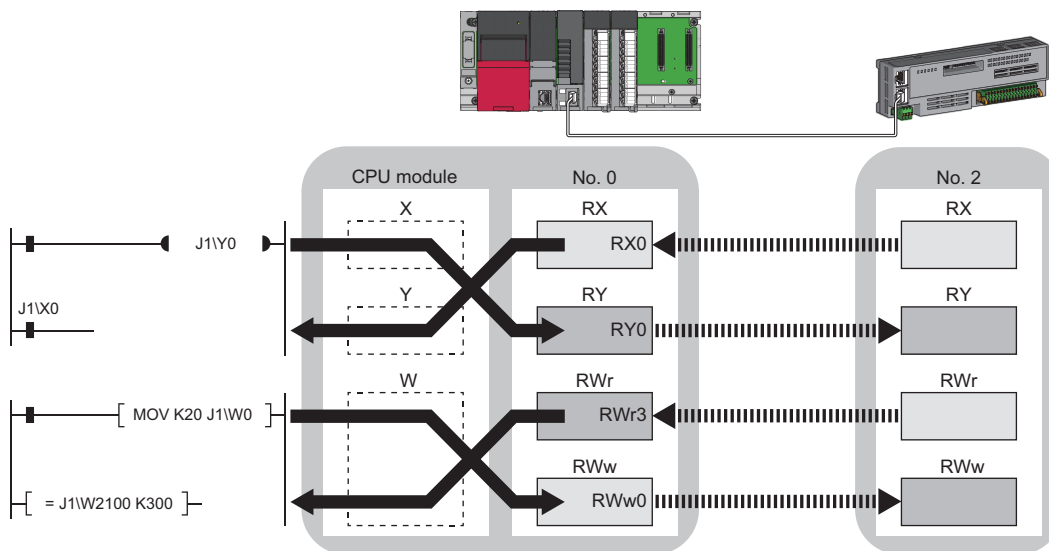 CPU module No. 0 No. 2
X RX RX
J1\Y0 RX0
Y RY RY
J1\X0
RY0
W RWr RWr
MOV K20 J1\W0 RWr3
RWw RWw
= J1\W2100 K300 RWw0